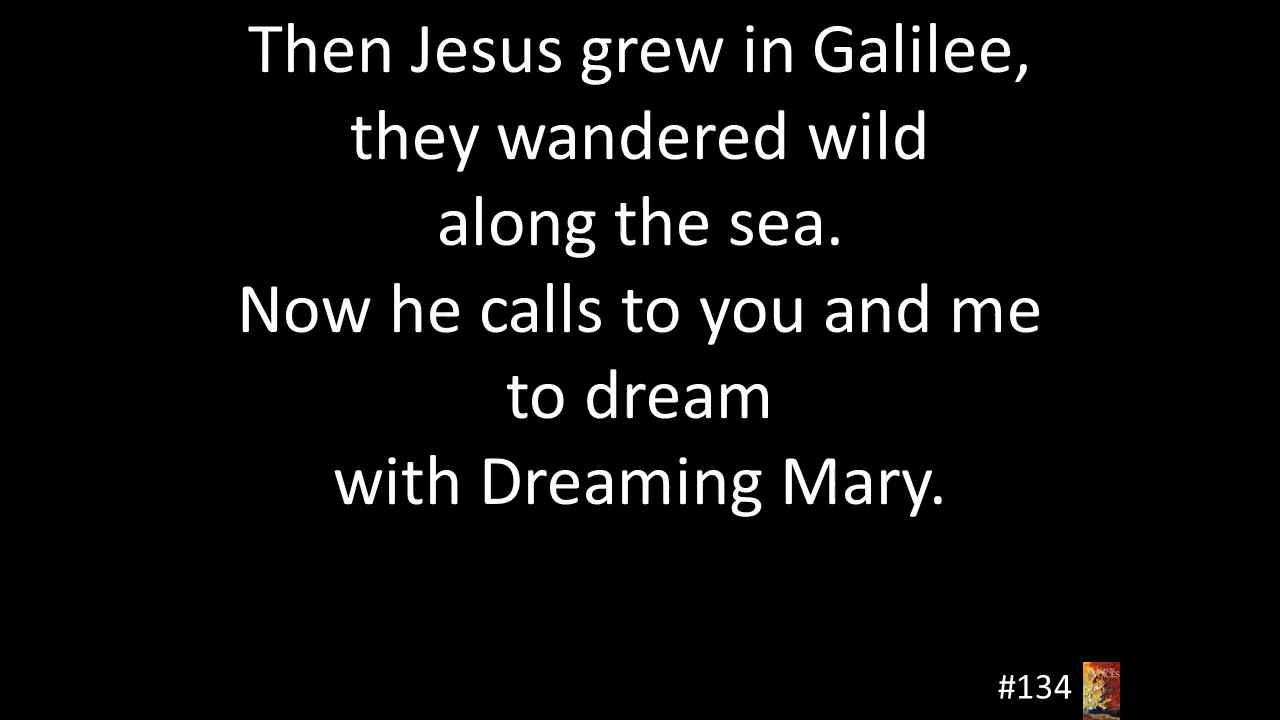 Then Jesus grew in Galilee,
they wandered wild
along the sea.
Now he calls to you and me
to dream
with Dreaming Mary.
#134
VOICES